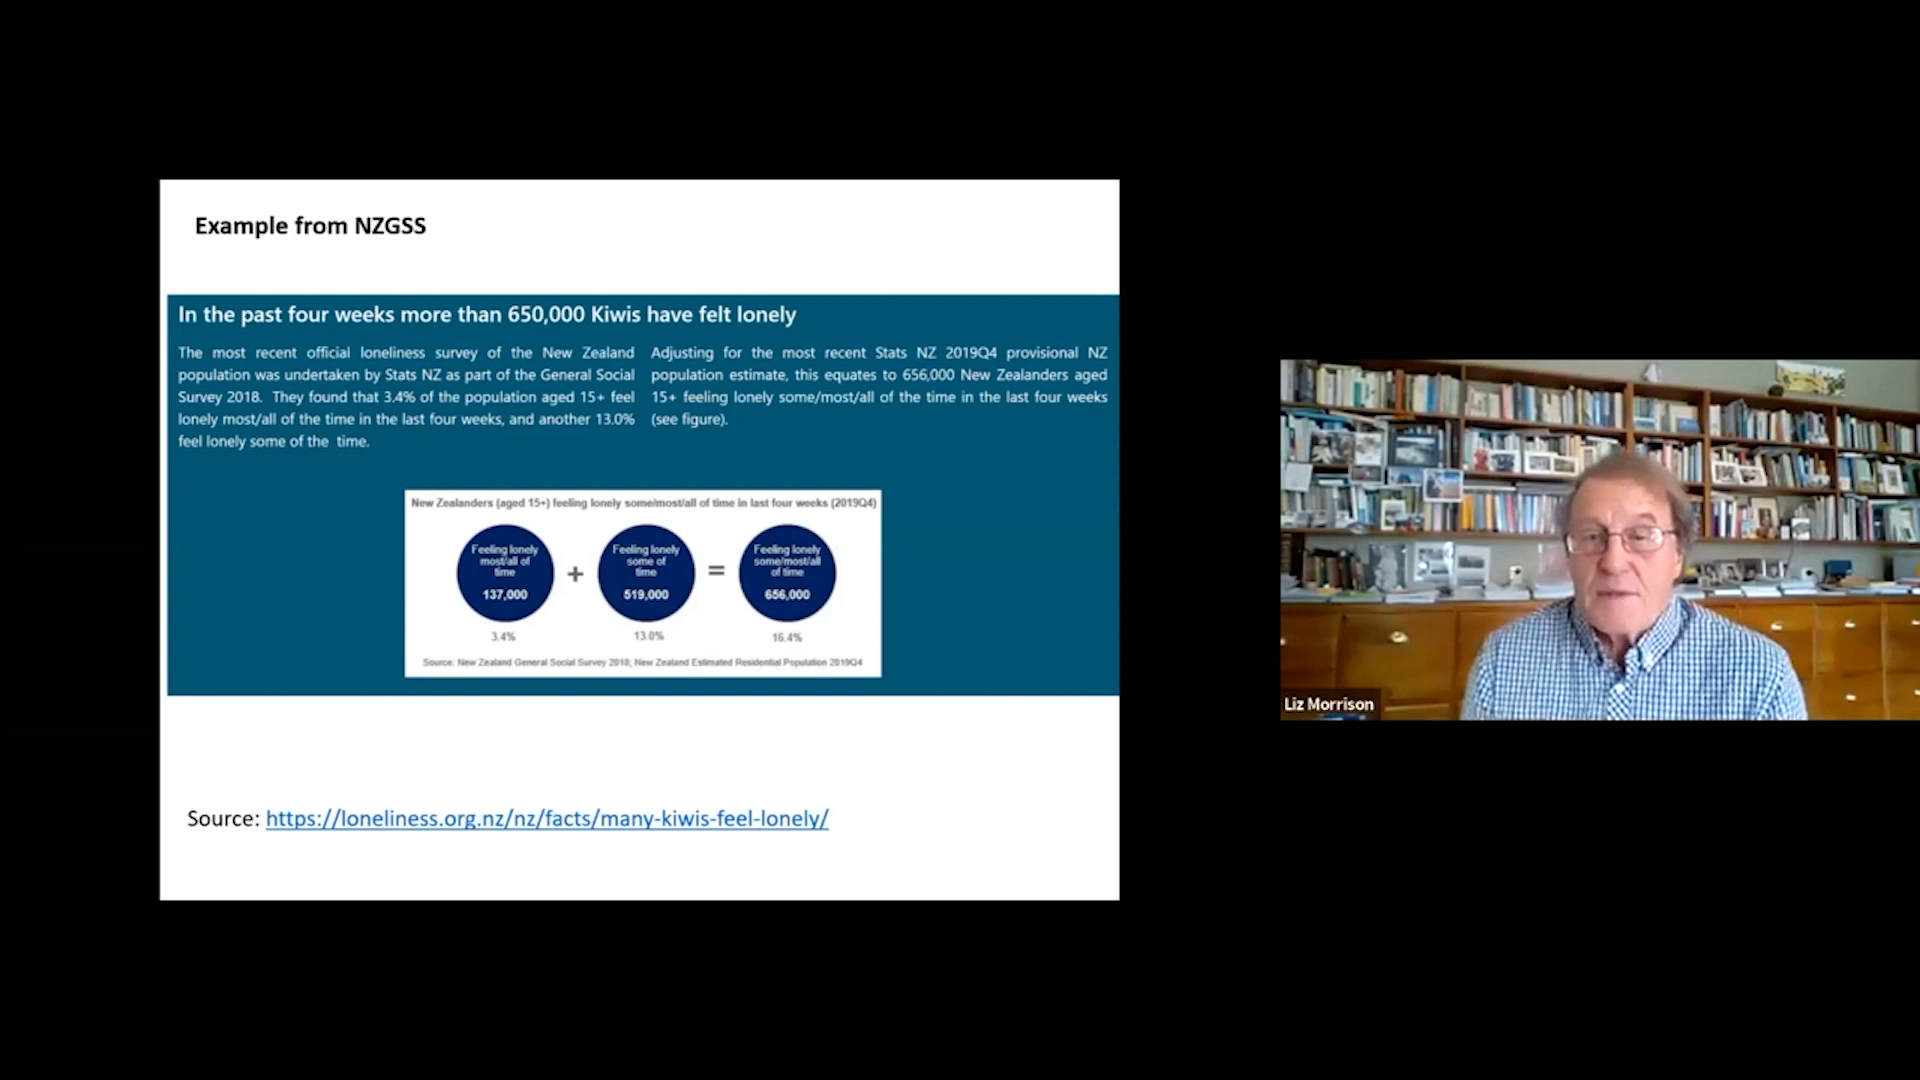 Example from NZGSS
In the past four weeks more than 650,000 Kiwis have felt lonely
The most recent official loneliness survey of the New Zealand
population was undertaken by Stats NZ as part of the General Social
Survey 2018. They found that 3.4% of the population aged 15+ feel
lonely most/all of the time in the last four weeks, and another 13.0%
feel lonely some of the time.
Adjusting for the most recent Stats NZ 2019Q4 provisional NZ
population estimate, this equates to 656,000 New Zealanders aged
15+ feeling lonely some/most/all of the time in the last four weeks
(see figure).
New Zealanders (aged 15+) feeling lonely some/most/all of time in last four weeks (2019Q4)
Feeling lonely
most/all of
time
137,000
3.4%
+
Feeling lonely
some of
time
519,000
13.0%
=
Feeling lonely
some/most/all
of time
656,000
16.4%
Source: New Zealand General Social Survey 2018, New Zealand Estimated Residential Population 2019Q4
Source: https://loneliness.org.nz/nz/facts/many-kiwis-feel-lonely/
Liz Morrison